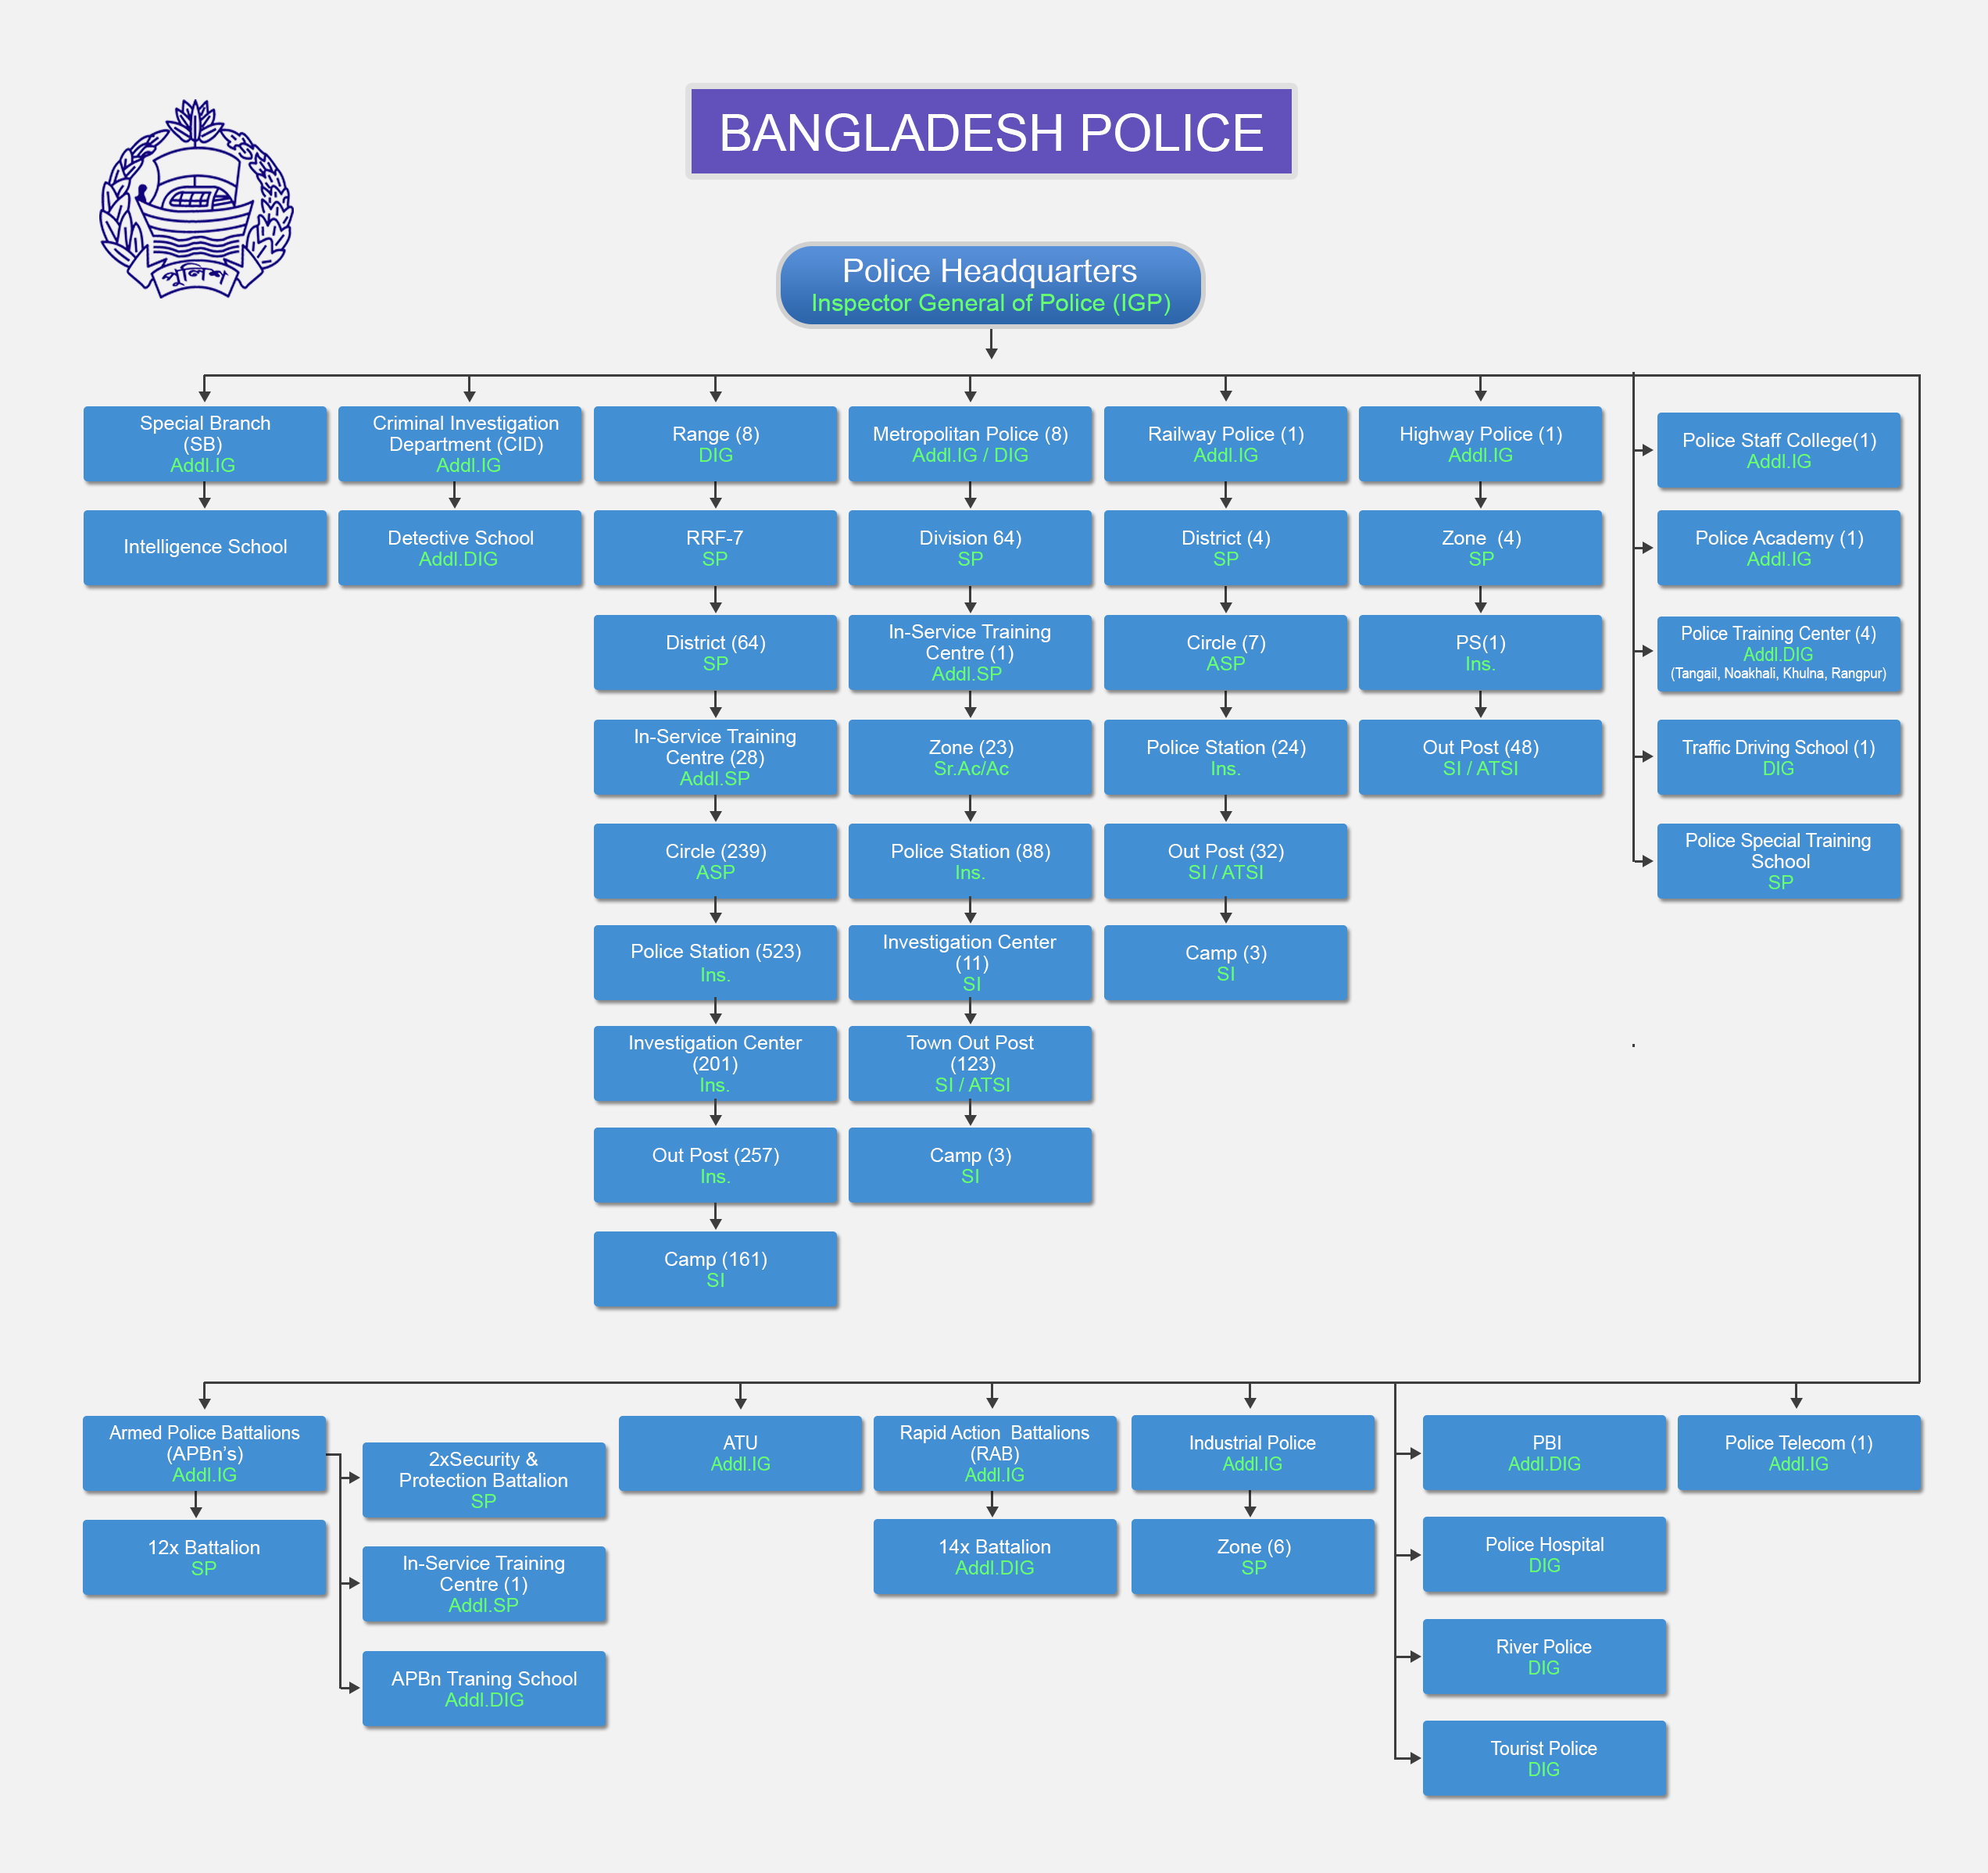 BANGLADESH POLICE
পুলিশ
Police Headquarters
Inspector General of Police (IGP)
Special Branch
(SB)
Addl.IG
Intelligence School
Criminal Investigation
Department (CID)
Addl.IG
Detective School
Addl.DIG
Range (8)
DIG
RRF-7
SP
District (64)
SP
In-Service Training
Centre (28)
Addl.SP
Circle (239)
ASP
Police Station (523)
Ins.
Investigation Center
(201)
Ins.
Out Post (257)
Ins.
Camp (161)
SI
Metropolitan Police (8)
Addl.IG / DIG
Division 64)
SP
In-Service Training
Centre (1)
Addl.SP
Zone (23)
Sr.Ac/Ac
Police Station (88)
Ins.
Investigation Center
(11)
SI
Town Out Post
(123)
SI / ATSI
Camp (3)
SI
Railway Police (1)
Addl.IG
District (4)
SP
Circle (7)
ASP
Police Station (24)
Ins.
Out Post (32)
SI / ATSI
Camp (3)
SI
Highway Police (1)
Addl.IG
Zone (4)
SP
PS(1)
Ins.
Out Post (48)
SI / ATSI
Police Staff College(1)
Addl.IG
Police Academy (1)
Addl.IG
Police Training Center (4)
Addl.DIG
(Tangail, Noakhali, Khulna, Rangpur)
Traffic Driving School (1)
DIG
Police Special Training
School
SP
Armed Police Battalions
(APBn's)
Addl.IG
12x Battalion
SP
2xSecurity &
Protection Battalion
SP
In-Service Training
Centre (1)
Addl.SP
APBn Traning School
Addl.DIG
ATU
Addl.IG
Rapid Action Battalions
(RAB)
Addl.IG
14x Battalion
Addl.DIG
Industrial Police
Addl.IG
Zone (6)
SP
PBI
Addl.DIG
Police Hospital
DIG
River Police
DIG
Tourist Police
DIG
Police Telecom (1)
Addl.IG